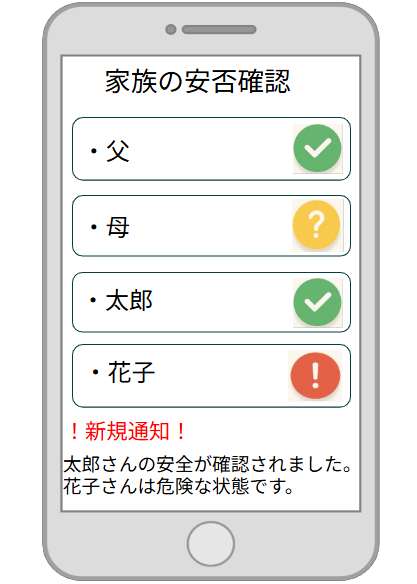 家族の安否確認
・父
・母
・太郎
・花子
！新規通知！
太郎さんの安全が確認されました。
花子さんは危険な状態です。